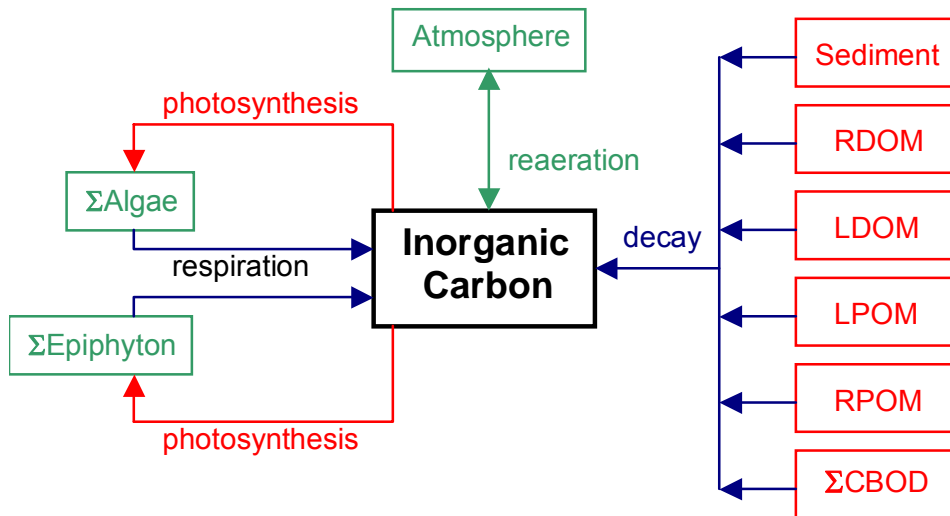 Atmosphere
Sediment
photosynthesis
RDOM
reaeration
ΣAlgae
Inorganic
Carbon
decay
LDOM
respiration
LPOM
ΣEpiphyton
RPOM
photosynthesis
ΣCBOD